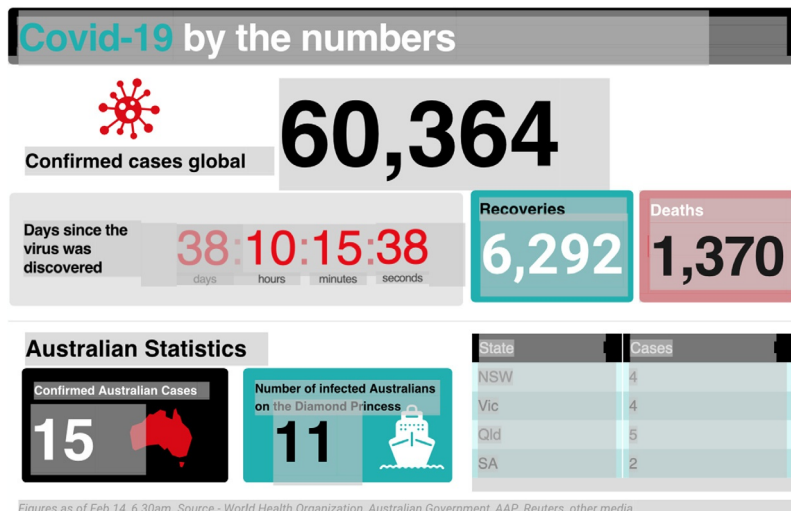 Covid-19 by the numbers
Confirmed cases global
60,364
Days since the
virus was
discovered
38:10:15:38
days hours minutes seconds
Recoveries
6,292
Deaths
1,370
Australian Statistics
Confirmed Australian Cases
15
Number of infected Australians
on the Diamond Princess
11
State Cases
NSW 4
Vic 4
Qld 5
SA 2
Figures as of Feb 14, 6.30am. Source - World Health Organization, Australian Government, AAP, Reuters, other media